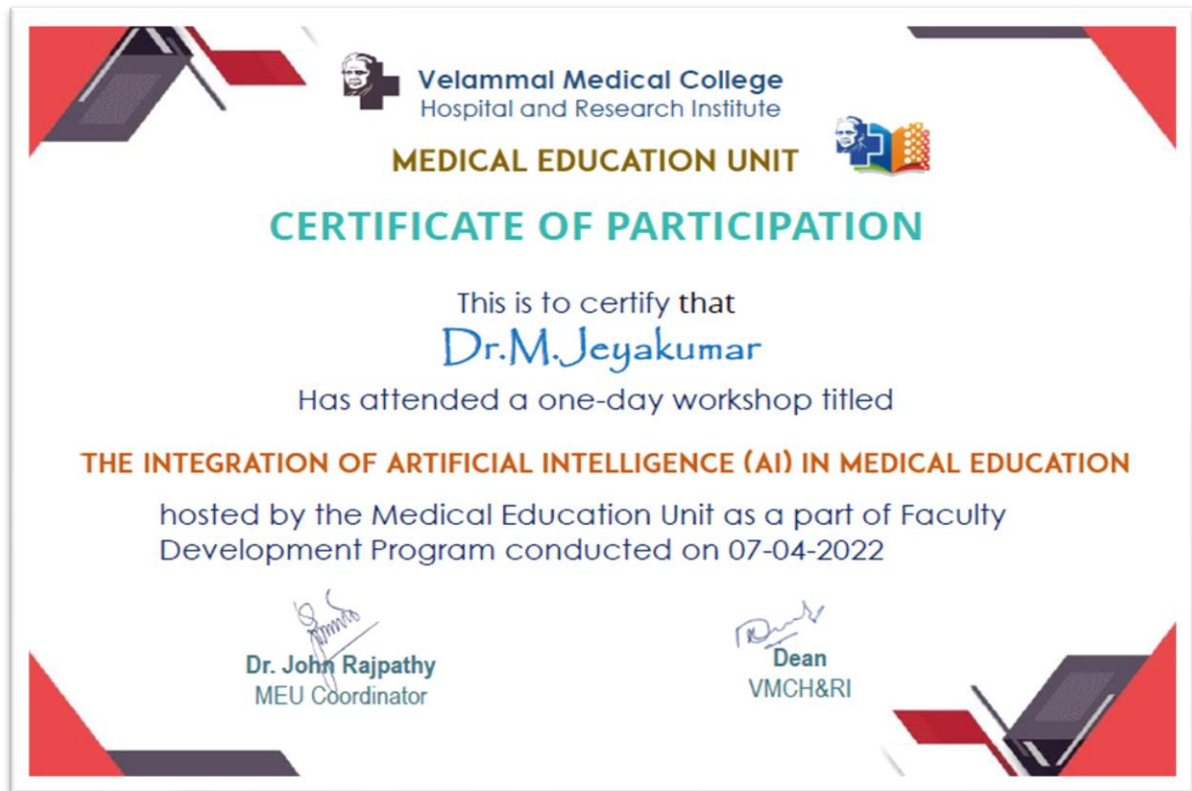 Velammal Medical College
Hospital and Research Institute
MEDICAL EDUCATION UNIT
CERTIFICATE OF PARTICIPATION
This is to certify that
Dr.M.Jeyakumar
Has attended a one-day workshop titled
THE INTEGRATION OF ARTIFICIAL INTELLIGENCE (AI) IN MEDICAL EDUCATION
hosted by the Medical Education Unit as a part of Faculty
Development Program conducted on 07-04-2022
Dr. John Rajpathy
MEU Coordinator
Dean
VMCH&RI